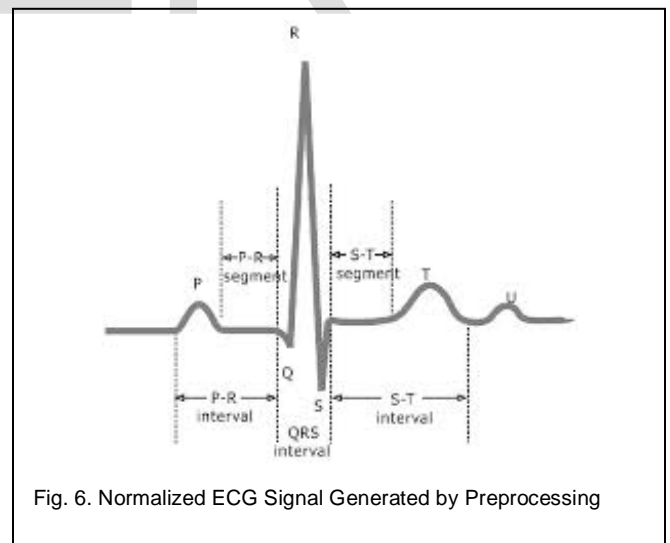 R
P-R
segment
S-T
segment
P
T
U
Q
S
P-R
interval
QRS
interval
S-T
interval
Fig. 6. Normalized ECG Signal Generated by Preprocessing